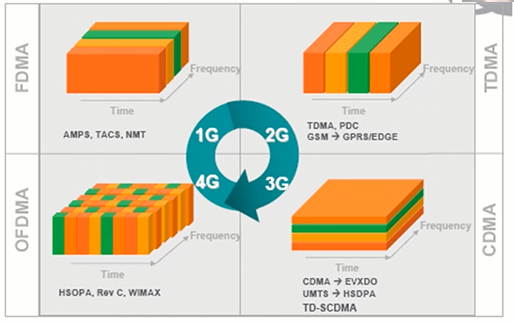 FDMA
Frequency
Time
AMPS, TACS, NMT
TDMA
Frequency
Time
TDMA, PDC
GSM → GPRS/EDGE
1G
2G
4G
3G
OFDMA
Frequency
Time
HSOPA, Rev C, WIMAX
CDMA
Frequency
Time
CDMA → EVXDO
UMTS → HSDPA
TD-SCDMA